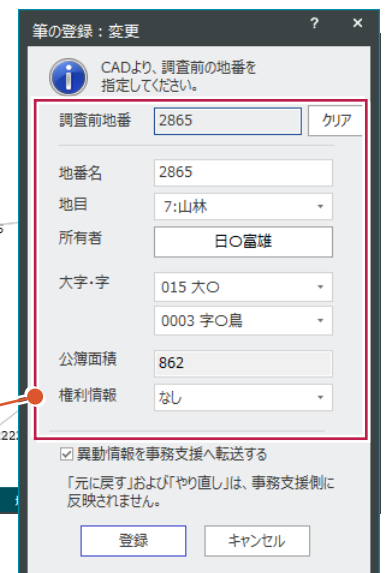 筆の登録：変更 ? ×
CADより、調査前の地番を
指定してください。
調査前地番 2865 クリア
地番名 2865
地目 7:山林
所有者 日〇富雄
大字・字 015 大〇
0003 字〇鳥
公簿面積 862
権利情報 なし
異動情報を事務支援へ転送する
「元に戻す」および「やり直し」は、事務支援側に
反映されません。
登録 キャンセル